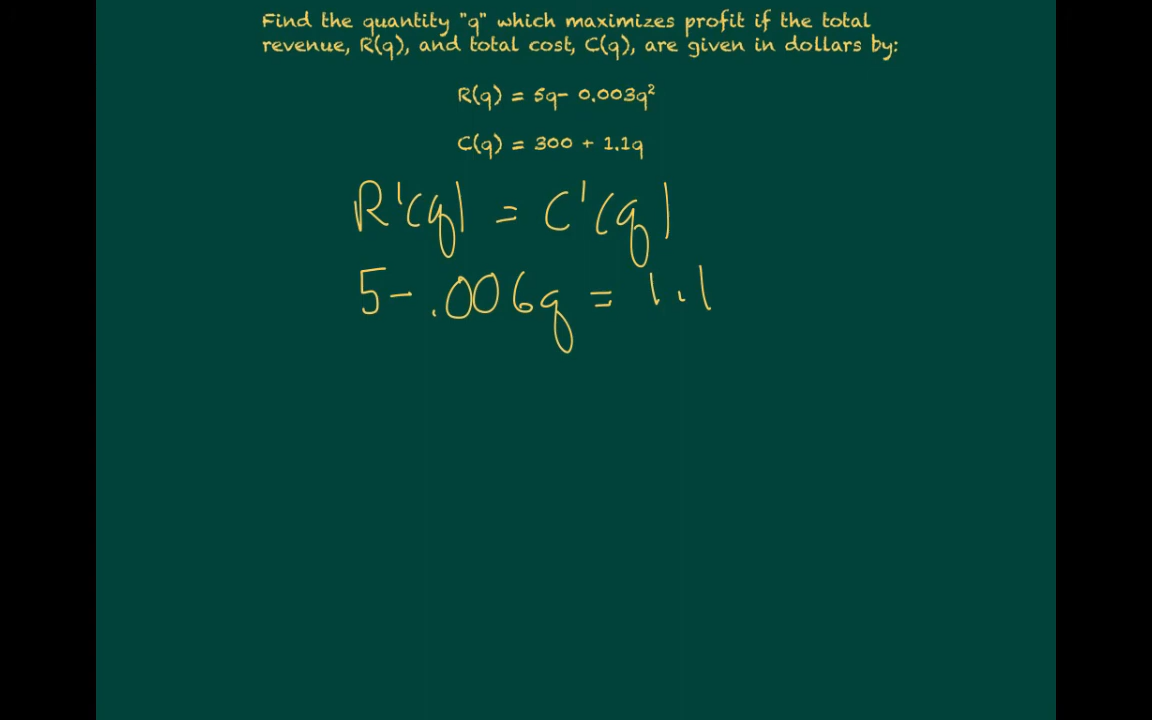 Find the quantity "q" which maximizes profit if the total
revenue, R(q), and total cost, C(q), are given in dollars by:
R(q) = 5q- 0.003q²
C(q) = 300 + 1.1q
R'(q) = C'(q)
5-.006q = 1.1